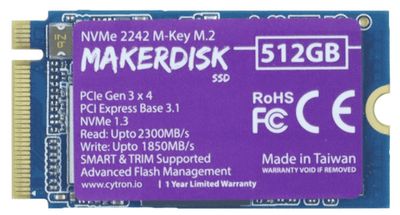 NVMe 2242 M-Key M.2
MAKERDISK
SSD
512GB
PCIe Gen 3 x 4
PCI Express Base 3.1
NVMe 1.3
Read: Upto 2300MB/s
Write: Upto 1850MB/s
SMART & TRIM Supported
Advanced Flash Management
www.cytron.io | 1 Year Limited Warranty
RoHS
FC CE
Made in Taiwan
WARRANTY VOID IF REMOVED